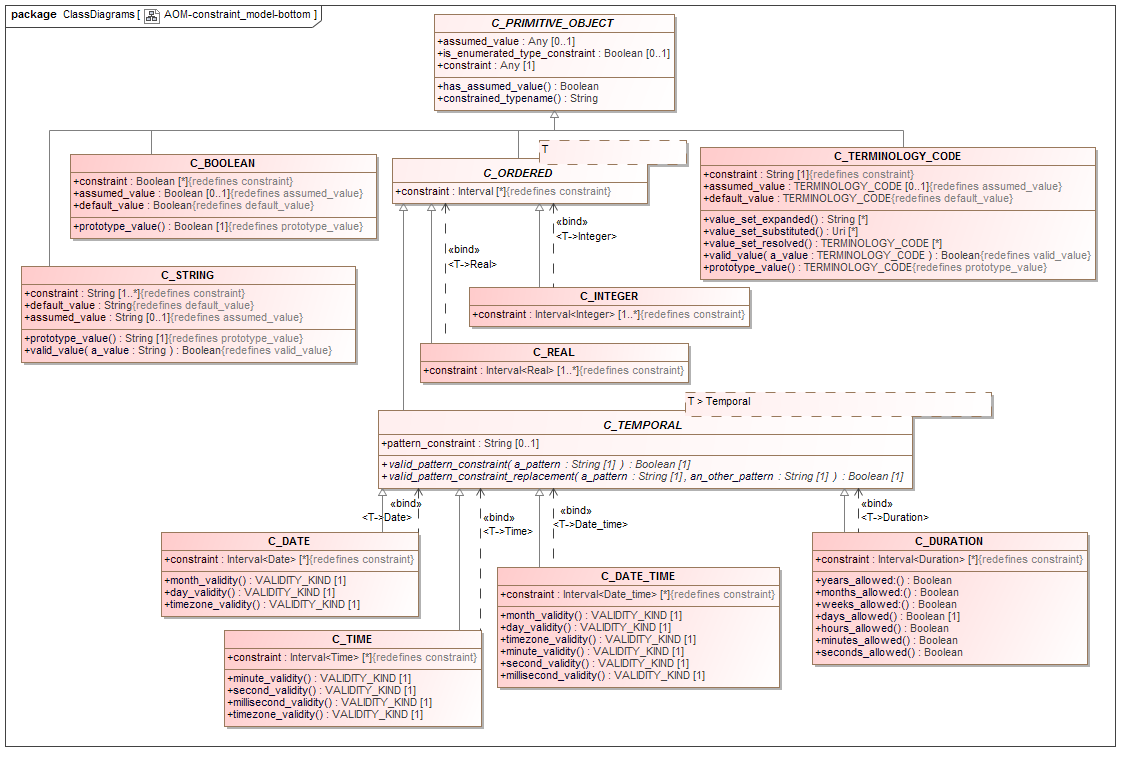 package ClassDiagrams [ AOM-constraint_model-bottom ]
C_PRIMITIVE_OBJECT
+assumed_value : Any [0..1]
+is_enumerated_type_constraint : Boolean [0..1]
+constraint : Any [1]
+has_assumed_value() : Boolean
+constrained_typename() : String
C_BOOLEAN
+constraint : Boolean [*]{redefines constraint}
+assumed_value : Boolean [0..1]{redefines assumed_value}
+default_value : Boolean{redefines default_value}
+prototype_value() : Boolean [1]{redefines prototype_value}
T
C_ORDERED
+constraint : Interval [*]{redefines constraint}
C_TERMINOLOGY_CODE
+constraint : String [1]{redefines constraint}
+assumed_value : TERMINOLOGY_CODE [0..1]{redefines assumed_value}
+default_value : TERMINOLOGY_CODE{redefines default_value}
+value_set_expanded() : String [*]
+value_set_substituted() : Uri [*]
+value_set_resolved() : TERMINOLOGY_CODE [*]
+valid_value( a_value : TERMINOLOGY_CODE ) : Boolean{redefines valid_value}
+prototype_value() : TERMINOLOGY_CODE{redefines prototype_value}
C_STRING
+constraint : String [1..*]{redefines constraint}
+default_value : String{redefines default_value}
+assumed_value : String [0..1]{redefines assumed_value}
+prototype_value() : String [1]{redefines prototype_value}
+valid_value( a_value : String ) : Boolean{redefines valid_value}
«bind»
<T->Real>
«bind»
<T->Integer>
C_INTEGER
+constraint : Interval<Integer> [1..*]{redefines constraint}
C_REAL
+constraint : Interval<Real> [1..*]{redefines constraint}
T > Temporal
C_TEMPORAL
+pattern_constraint : String [0..1]
+valid_pattern_constraint( a_pattern : String [1] ) : Boolean [1]
+valid_pattern_constraint_replacement( a_pattern : String [1], an_other_pattern : String [1] ) : Boolean [1]
«bind»
<T->Date>
«bind»
<T->Time>
«bind»
<T->Date_time>
«bind»
<T->Duration>
C_DATE
+constraint : Interval<Date> [*]{redefines constraint}
+month_validity() : VALIDITY_KIND [1]
+day_validity() : VALIDITY_KIND [1]
+timezone_validity() : VALIDITY_KIND [1]
C_TIME
+constraint : Interval<Time> [*]{redefines constraint}
+minute_validity() : VALIDITY_KIND [1]
+second_validity() : VALIDITY_KIND [1]
+millisecond_validity() : VALIDITY_KIND [1]
+timezone_validity() : VALIDITY_KIND [1]
C_DATE_TIME
+constraint : Interval<Date_time> [*]{redefines constraint}
+month_validity() : VALIDITY_KIND [1]
+day_validity() : VALIDITY_KIND [1]
+timezone_validity() : VALIDITY_KIND [1]
+minute_validity() : VALIDITY_KIND [1]
+second_validity() : VALIDITY_KIND [1]
+millisecond_validity() : VALIDITY_KIND [1]
C_DURATION
+constraint : Interval<Duration> [*]{redefines constraint}
+years_allowed:() : Boolean
+months_allowed:() : Boolean
+weeks_allowed:() : Boolean
+days_allowed() : Boolean [1]
+hours_allowed() : Boolean
+minutes_allowed() : Boolean
+seconds_allowed() : Boolean